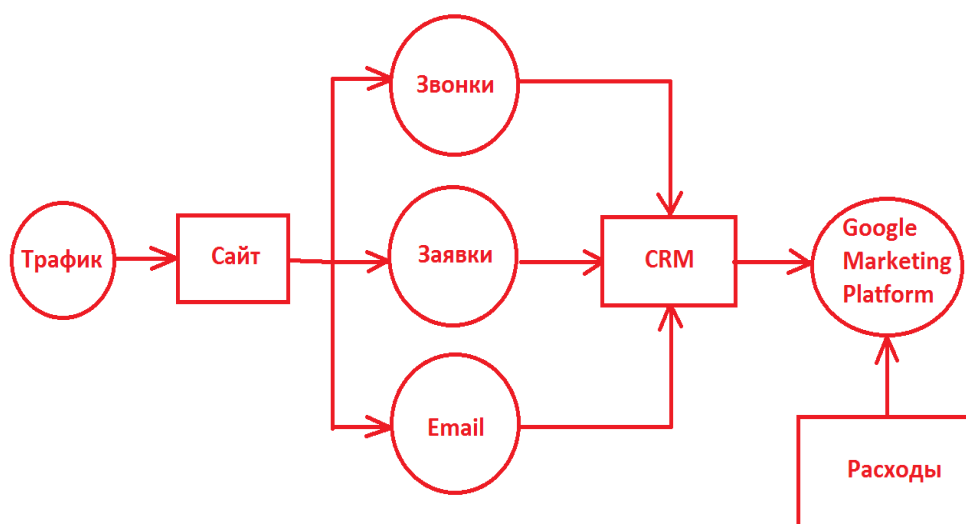 Трафик
Сайт
Звонки
Заявки
Email
CRM
Google
Marketing
Platform
Расходы